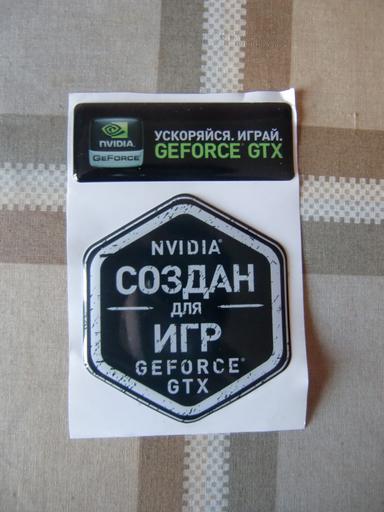 NVIDIA.
GEFORCE
УСКОРЯЙСЯ. ИГРАЙ.
GEFORCE® GTX
NVIDIA®
СОЗДАН
ДЛЯ
ИГР
GEFORCE®
GTX